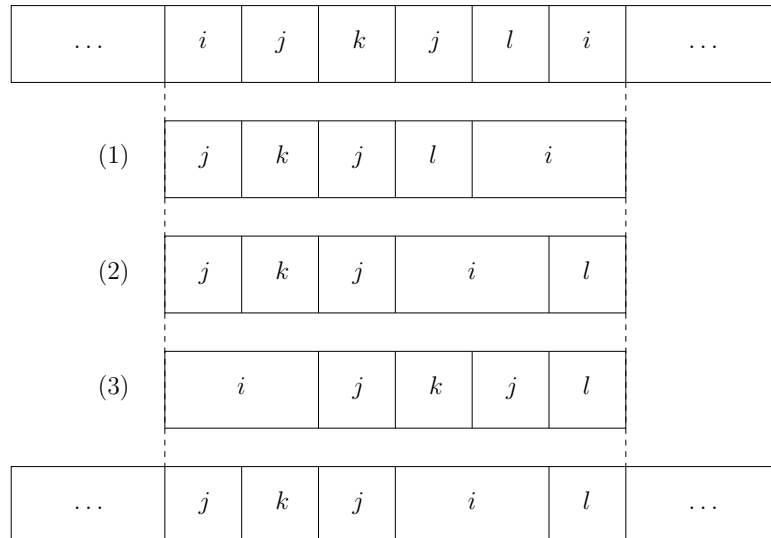 ... i j k j l i ...
(1) j k j l i
(2) j k j i l
(3) i j k j l
... j k j i l ...